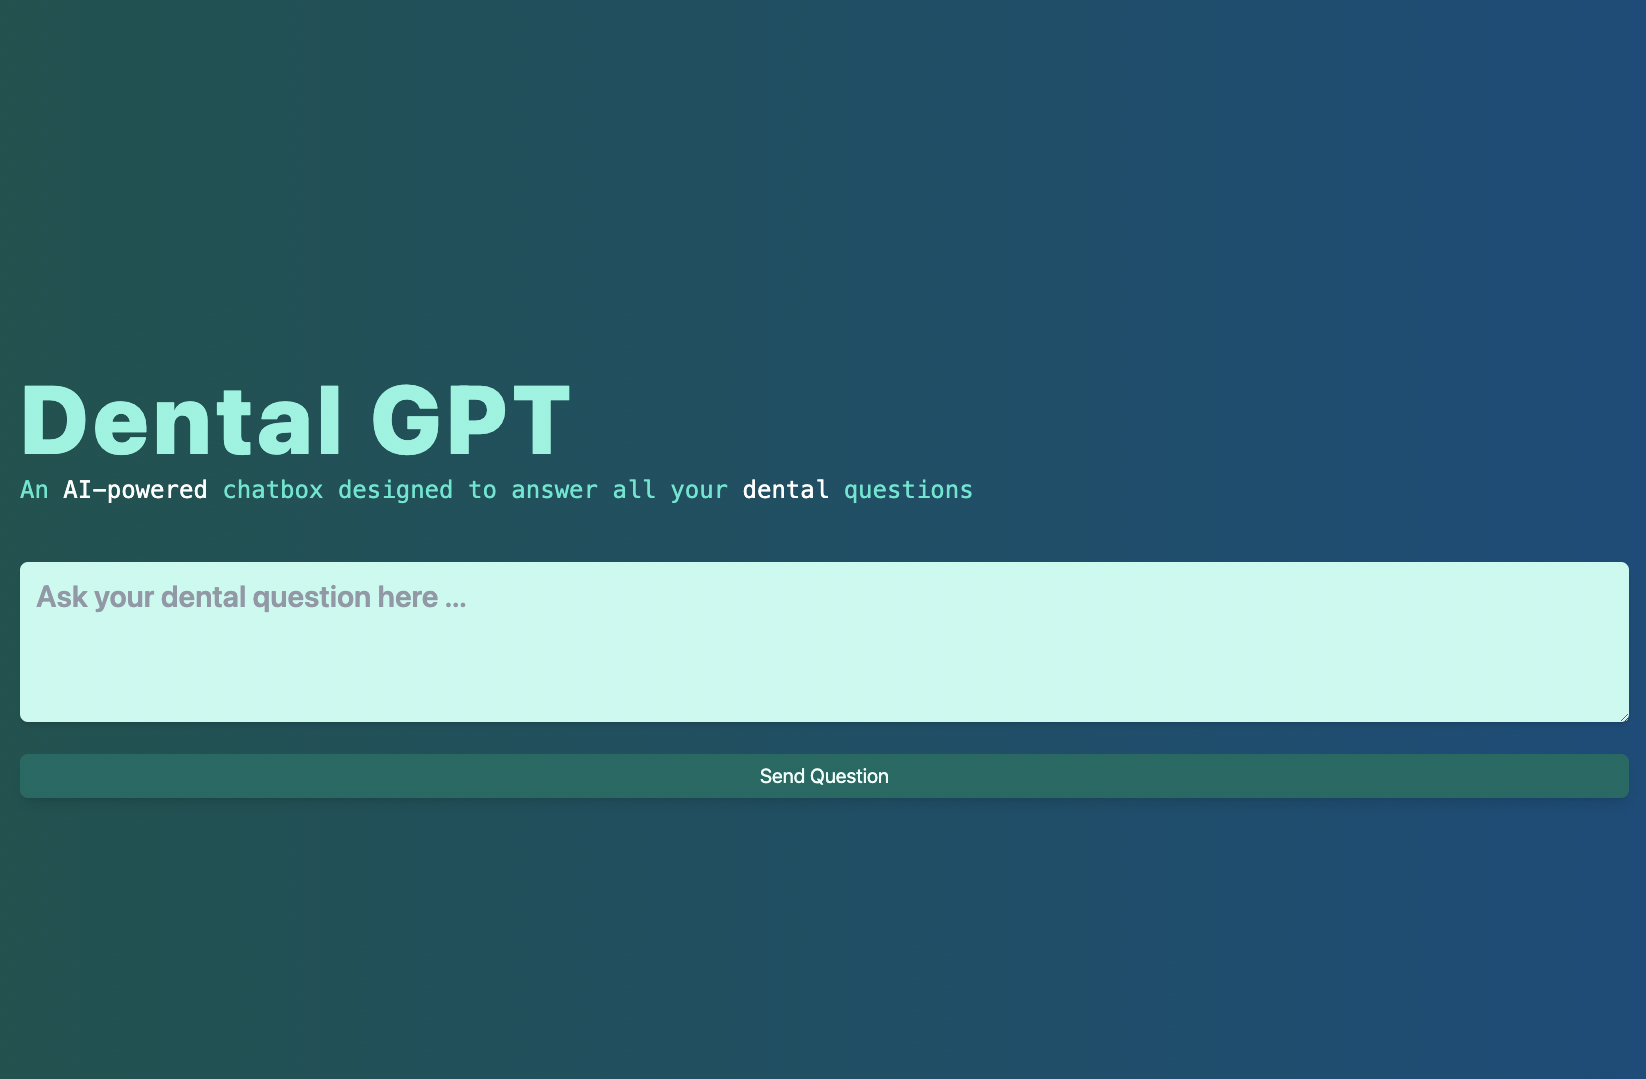 Dental GPT
An AI-powered chatbox designed to answer all your dental questions
Ask your dental question here ...
Send Question